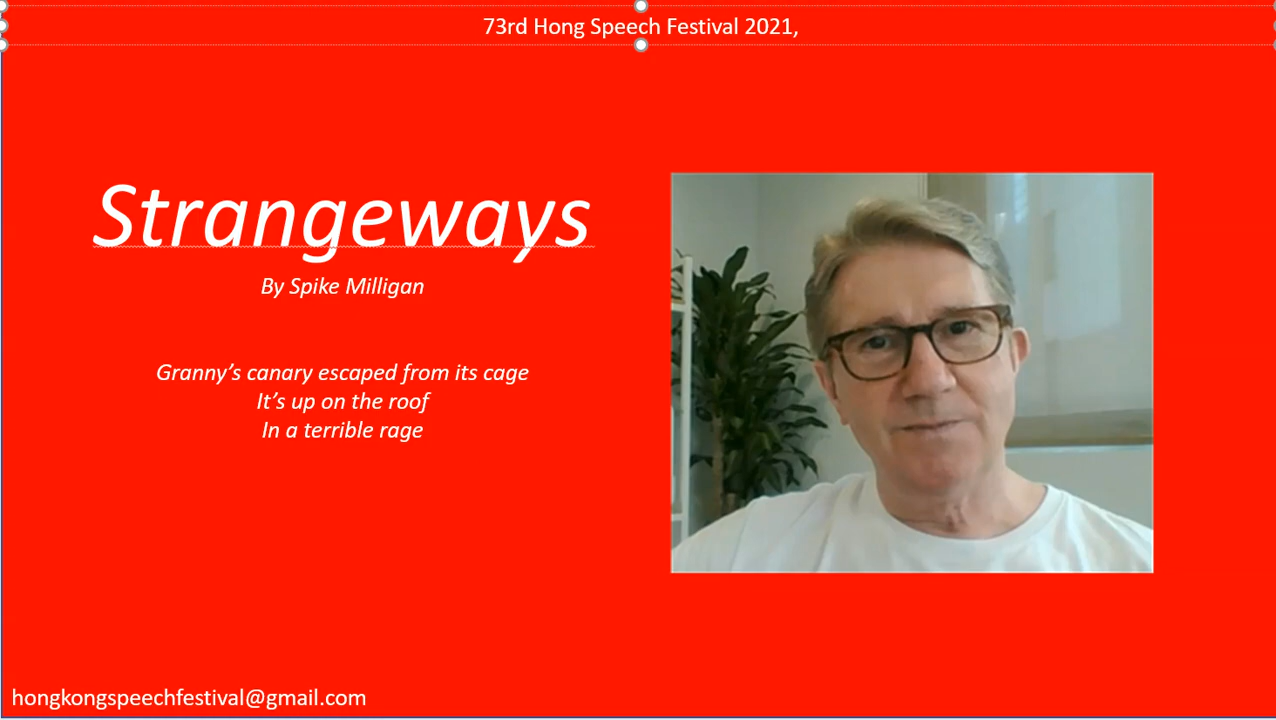 73rd Hong Speech Festival 2021,
Strangeways
By Spike Milligan
Granny’s canary escaped from its cage
It’s up on the roof
In a terrible rage
hongkongspeechfestival@gmail.com